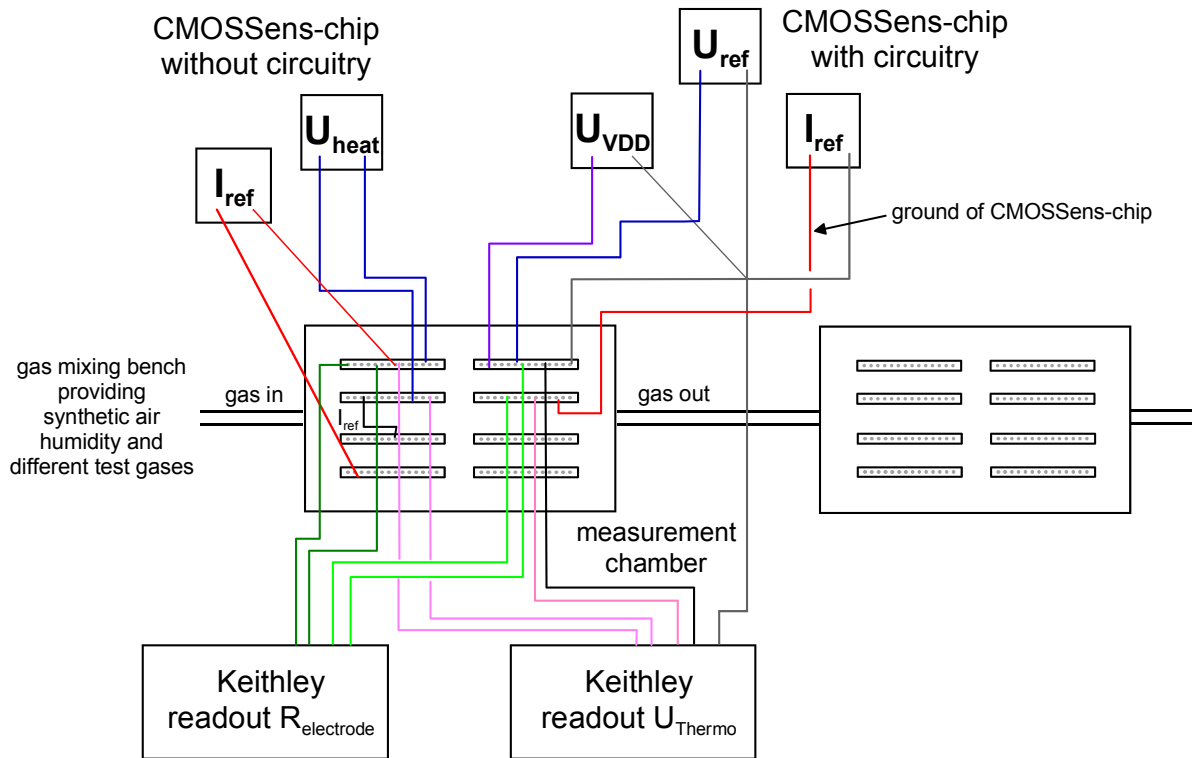 CMOSSens-chip
without circuitry
CMOSSens-chip
with circuitry
U_ref
U_heat
U_VDD
I_ref
I_ref
ground of CMOSSens-chip
gas mixing bench
providing
synthetic air
humidity and
different test gases
gas in
gas out
I_ref
measurement
chamber
Keithley
readout R_electrode
Keithley
readout U_Thermo